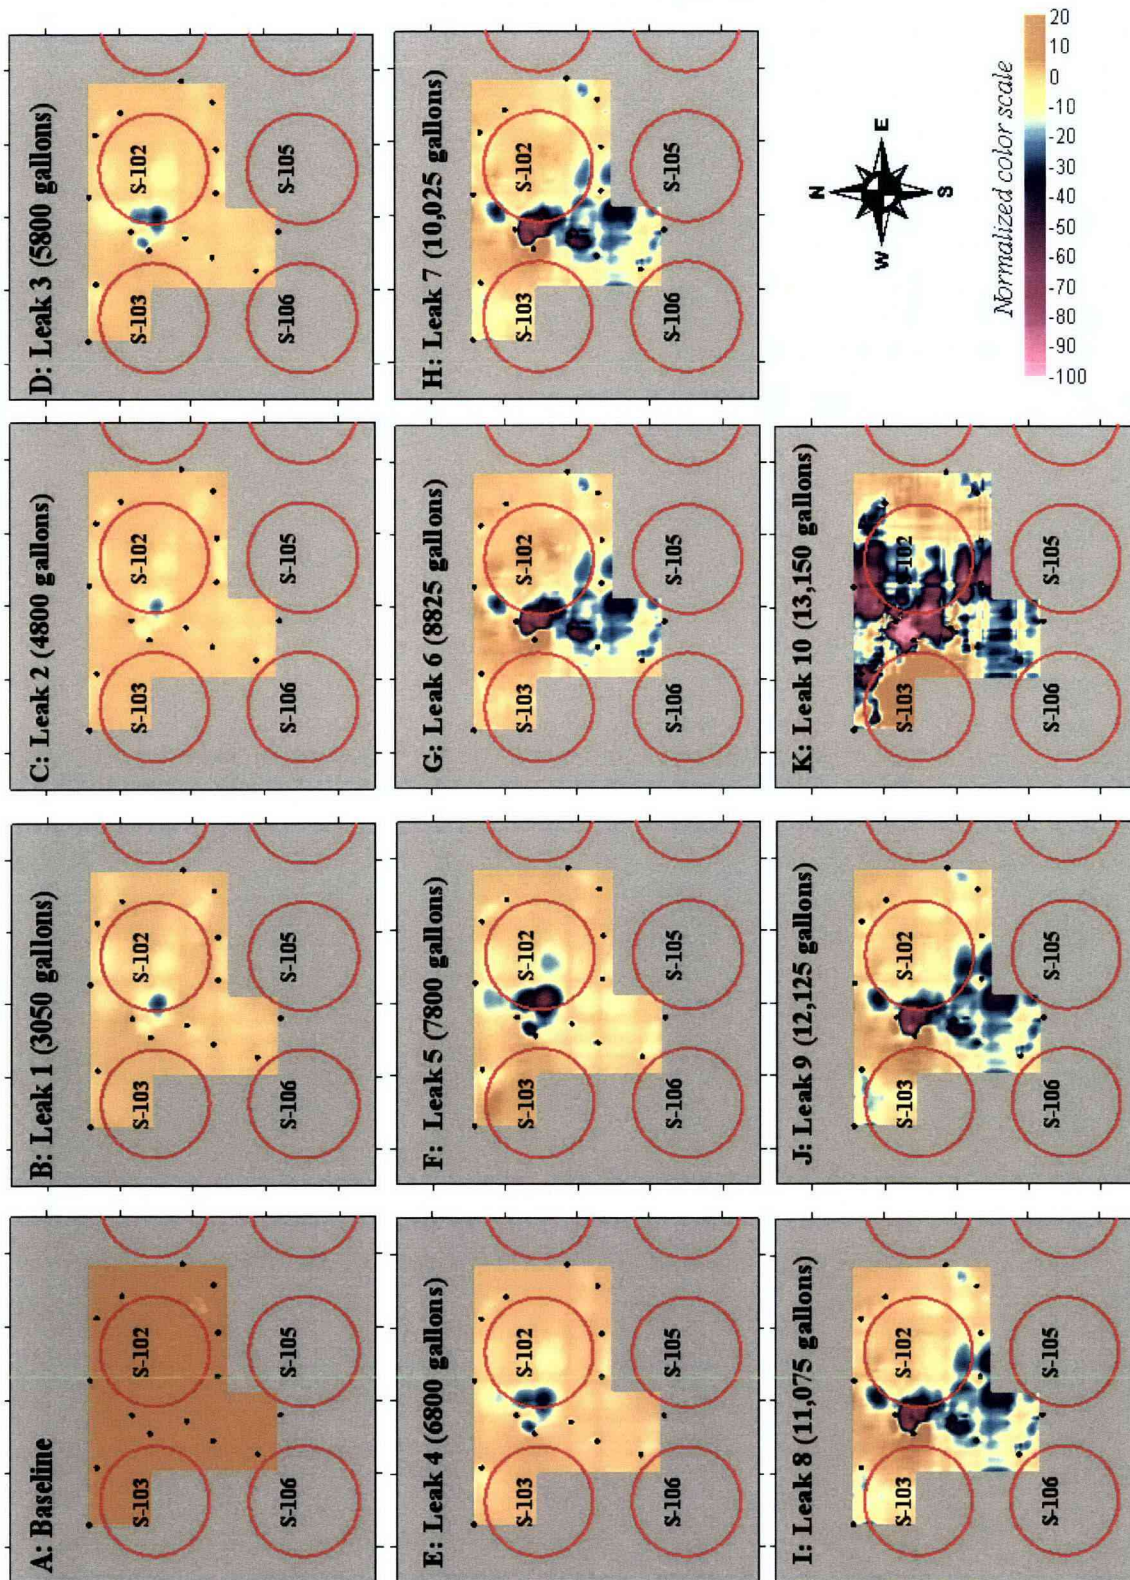 A: Baseline
S-103
S-102
S-106
S-105
B: Leak 1 (3050 gallons)
S-103
S-102
S-106
S-105
C: Leak 2 (4800 gallons)
S-103
S-102
S-106
S-105
D: Leak 3 (5800 gallons)
S-103
S-102
S-106
S-105
E: Leak 4 (6800 gallons)
S-103
S-102
S-106
S-105
F: Leak 5 (7800 gallons)
S-103
S-102
S-106
S-105
G: Leak 6 (8825 gallons)
S-103
S-102
S-106
S-105
H: Leak 7 (10,025 gallons)
S-103
S-102
S-106
S-105
I: Leak 8 (11,075 gallons)
S-103
S-102
S-106
S-105
J: Leak 9 (12,125 gallons)
S-103
S-102
S-106
S-105
K: Leak 10 (13,150 gallons)
S-103
S-102
S-106
S-105
N
W
E
S
Normalized color scale
-100 -90 -80 -70 -60 -50 -40 -30 -20 -10 0 10 20